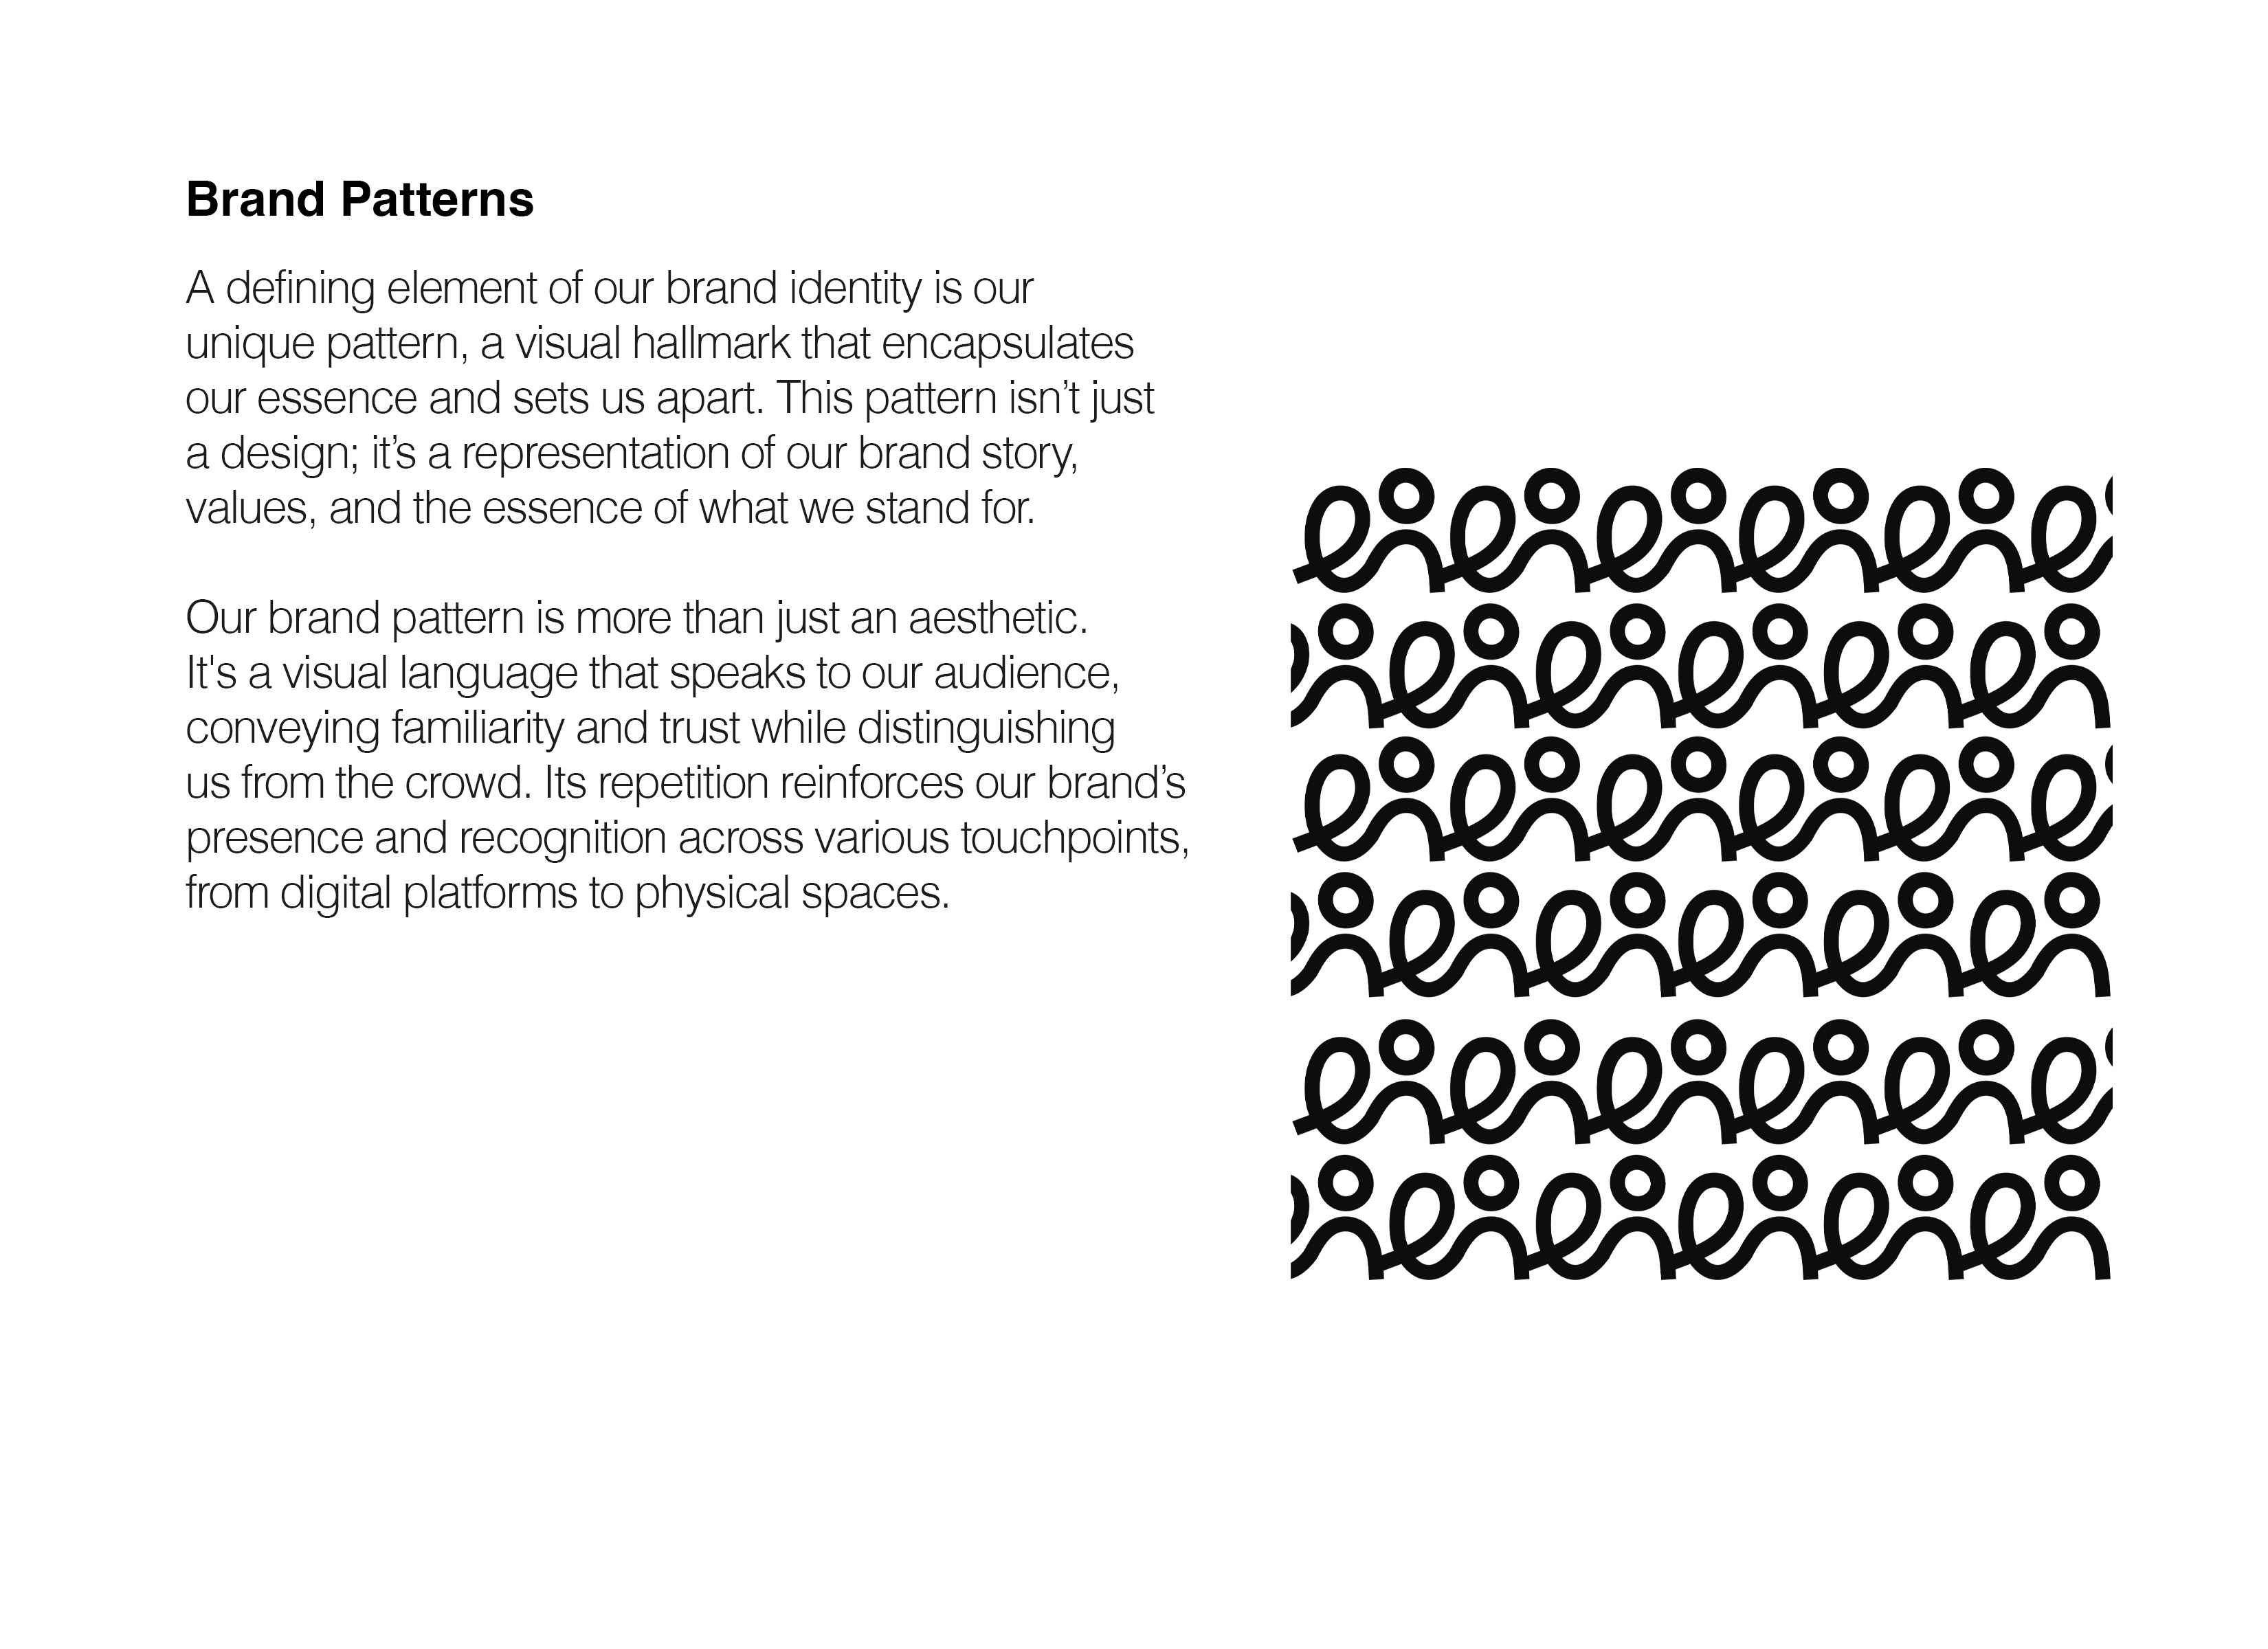 Brand Patterns
A defining element of our brand identity is our
unique pattern, a visual hallmark that encapsulates
our essence and sets us apart. This pattern isn’t just
a design; it’s a representation of our brand story,
values, and the essence of what we stand for.
Our brand pattern is more than just an aesthetic.
It's a visual language that speaks to our audience,
conveying familiarity and trust while distinguishing
us from the crowd. Its repetition reinforces our brand’s
presence and recognition across various touchpoints,
from digital platforms to physical spaces.